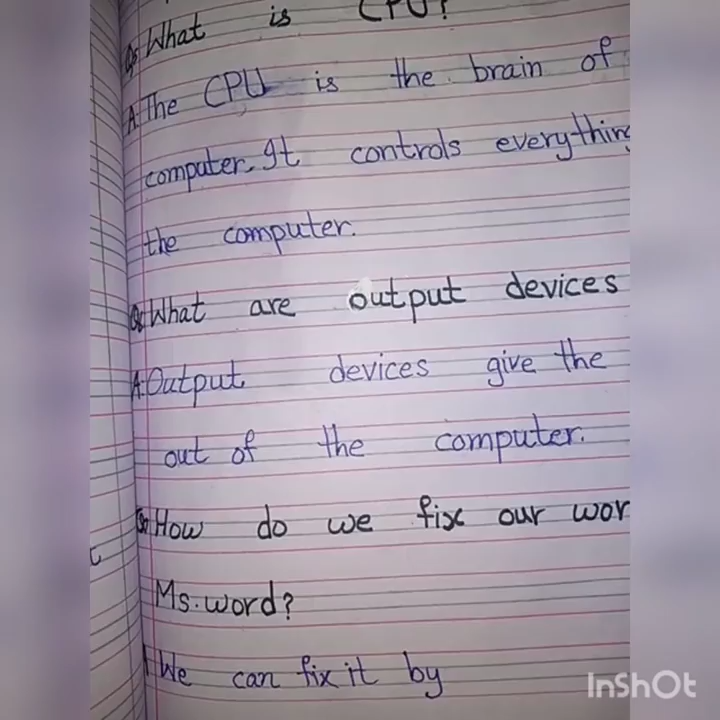 Q5 What is CPU?
A. The CPU is the brain of
computer. It controls everything
the computer.
Q6 What are output devices
A. Output devices give the
out of the computer.
How do we fix our wor
Ms. word?
We can fix it by
InShOt